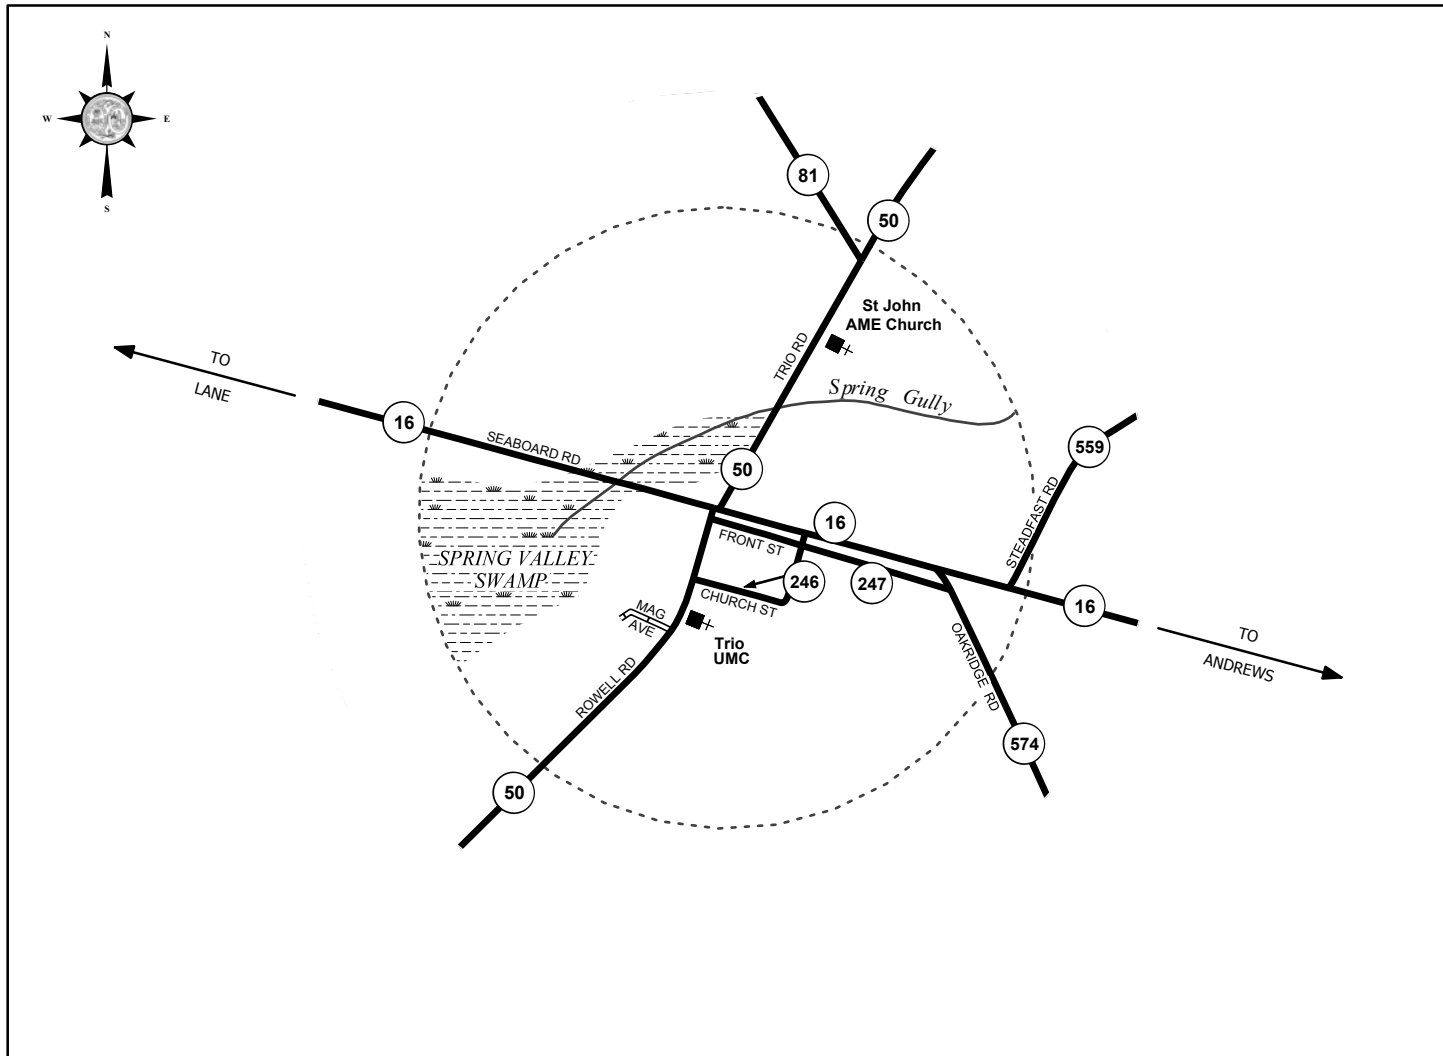 N
W
E
S
81
50
St John
AME Church
TRIO RD
TO
LANE
Spring Gully
16
SEABOARD RD
559
50
STEADFAST RD
16
FRONT ST
SPRING VALLEY
SWAMP
246
247
CHURCH ST
16
MAG
AVE
OAKRIDGE RD
TO
ANDREWS
Trio
UMC
ROWELL RD
574
50